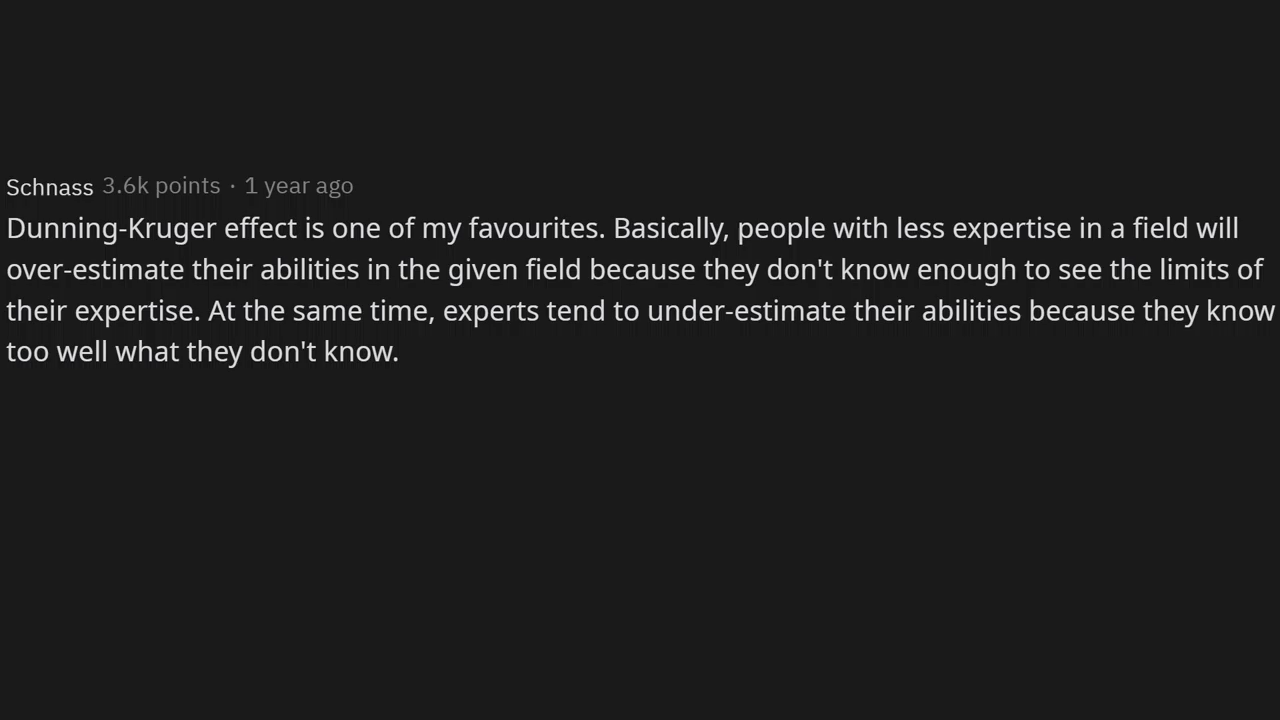 Schnass 3.6k points · 1 year ago
Dunning-Kruger effect is one of my favourites. Basically, people with less expertise in a field will
over-estimate their abilities in the given field because they don't know enough to see the limits of
their expertise. At the same time, experts tend to under-estimate their abilities because they know
too well what they don't know.